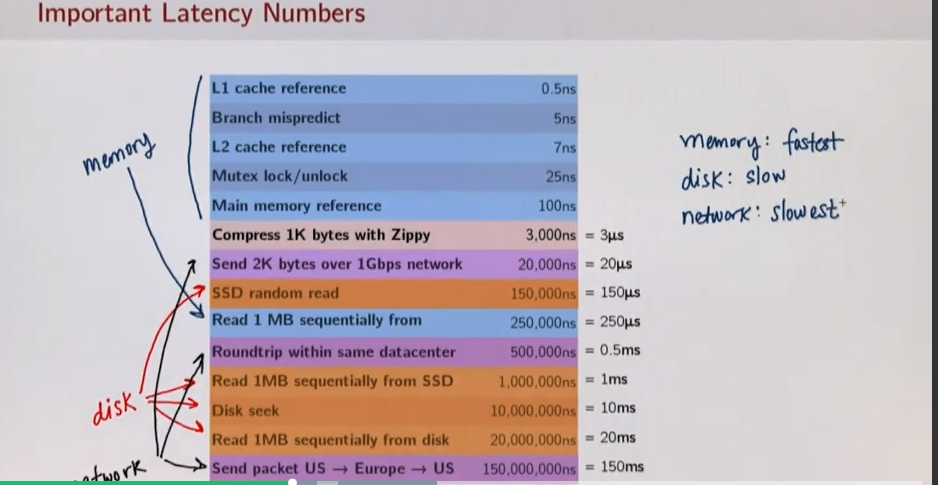 Important Latency Numbers
L1 cache reference 0.5ns
Branch mispredict 5ns
L2 cache reference 7ns
Mutex lock/unlock 25ns
Main memory reference 100ns
Compress 1K bytes with Zippy 3,000ns = 3µs
Send 2K bytes over 1Gbps network 20,000ns = 20µs
SSD random read 150,000ns = 150µs
Read 1 MB sequentially from 250,000ns = 250µs
Roundtrip within same datacenter 500,000ns = 0.5ms
Read 1MB sequentially from SSD 1,000,000ns = 1ms
Disk seek 10,000,000ns = 10ms
Read 1MB sequentially from disk 20,000,000ns = 20ms
Send packet US → Europe → US 150,000,000ns = 150ms
memory
disk
memory: fastest
disk: slow
network: slowest